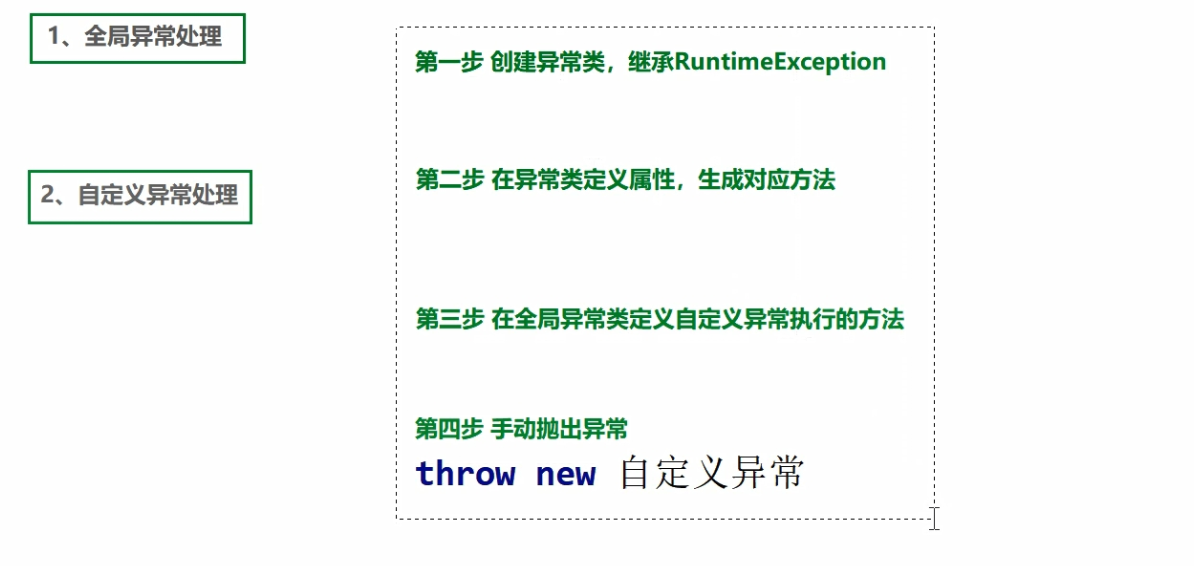 1、全局异常处理
2、自定义异常处理
第一步 创建异常类，继承RuntimeException
第二步 在异常类定义属性，生成对应方法
第三步 在全局异常类定义自定义异常执行的方法
第四步 手动抛出异常
throw new 自定义异常